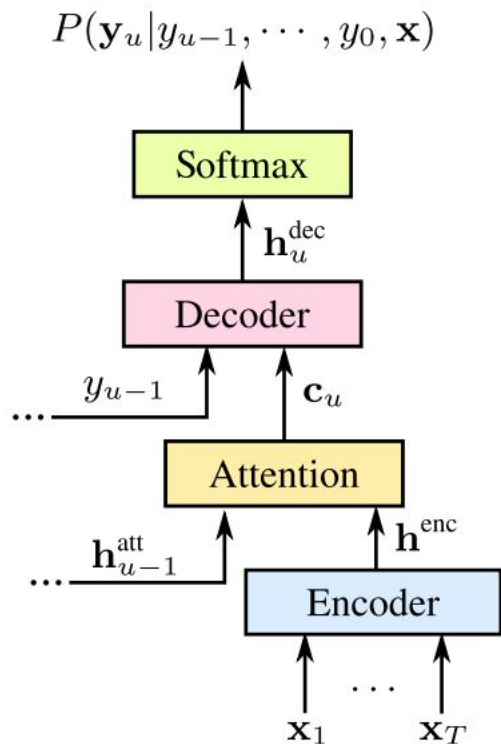 P(y_u|y_{u−1}, ⋯ , y_0, x)
Softmax
h_u^{dec}
Decoder
y_{u−1}
...
c_u
Attention
h_{u−1}^{att}
h^{enc}
...
Encoder
⋯
x_1 x_T